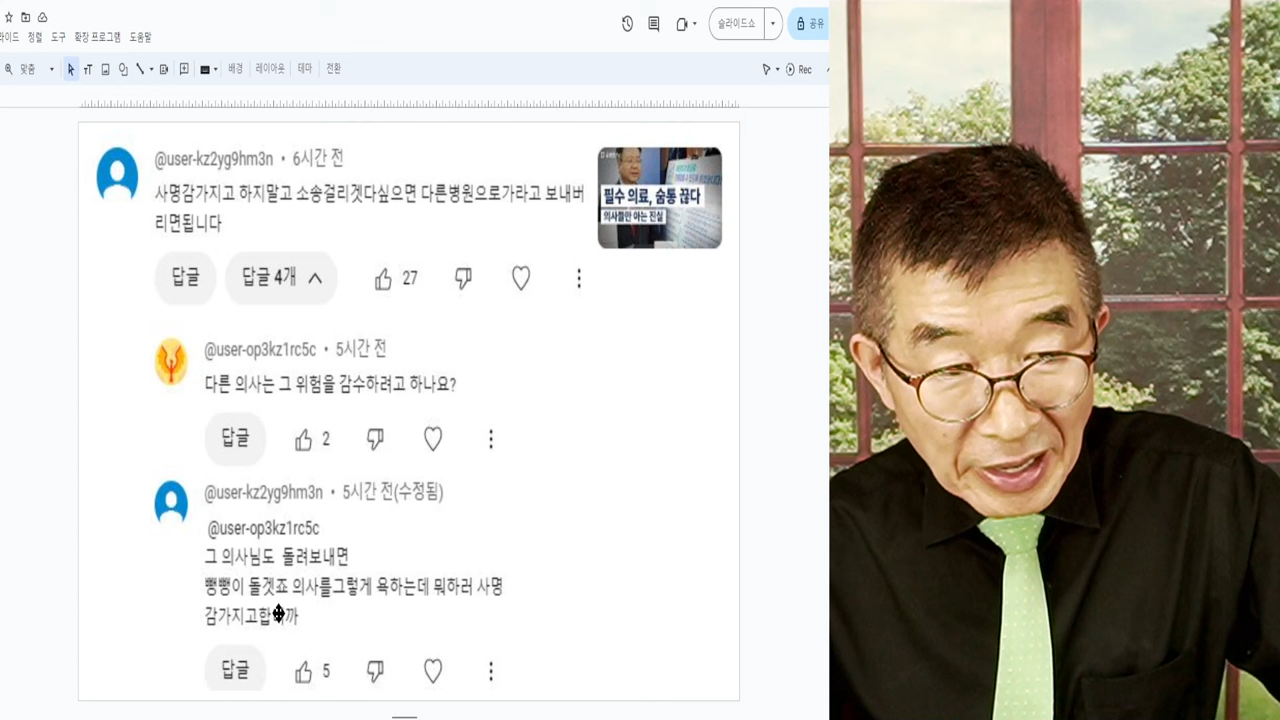 라이드 정렬 도구 확장 프로그램 도움말
슬라이드쇼
공유
맞춤
배경 레이아웃 테마 전환
Rec
@user-kz2yg9hm3n • 6시간 전
사명감가지고 하지말고 소송걸리겟다싶으면 다른병원으로가라고 보내버
리면됩니다
필수 의료, 숨통 끊다
의사들만 아는 진실
답글 답글 4개 27
@user-op3kz1rc5c • 5시간 전
다른 의사는 그 위험을 감수하려고 하나요?
답글 2
@user-kz2yg9hm3n • 5시간 전(수정됨)
@user-op3kz1rc5c
그 의사님도 돌려보내면
뺑뺑이 돌겟죠 의사를그렇게 욕하는데 뭐하러 사명
감가지고합 까
답글 5